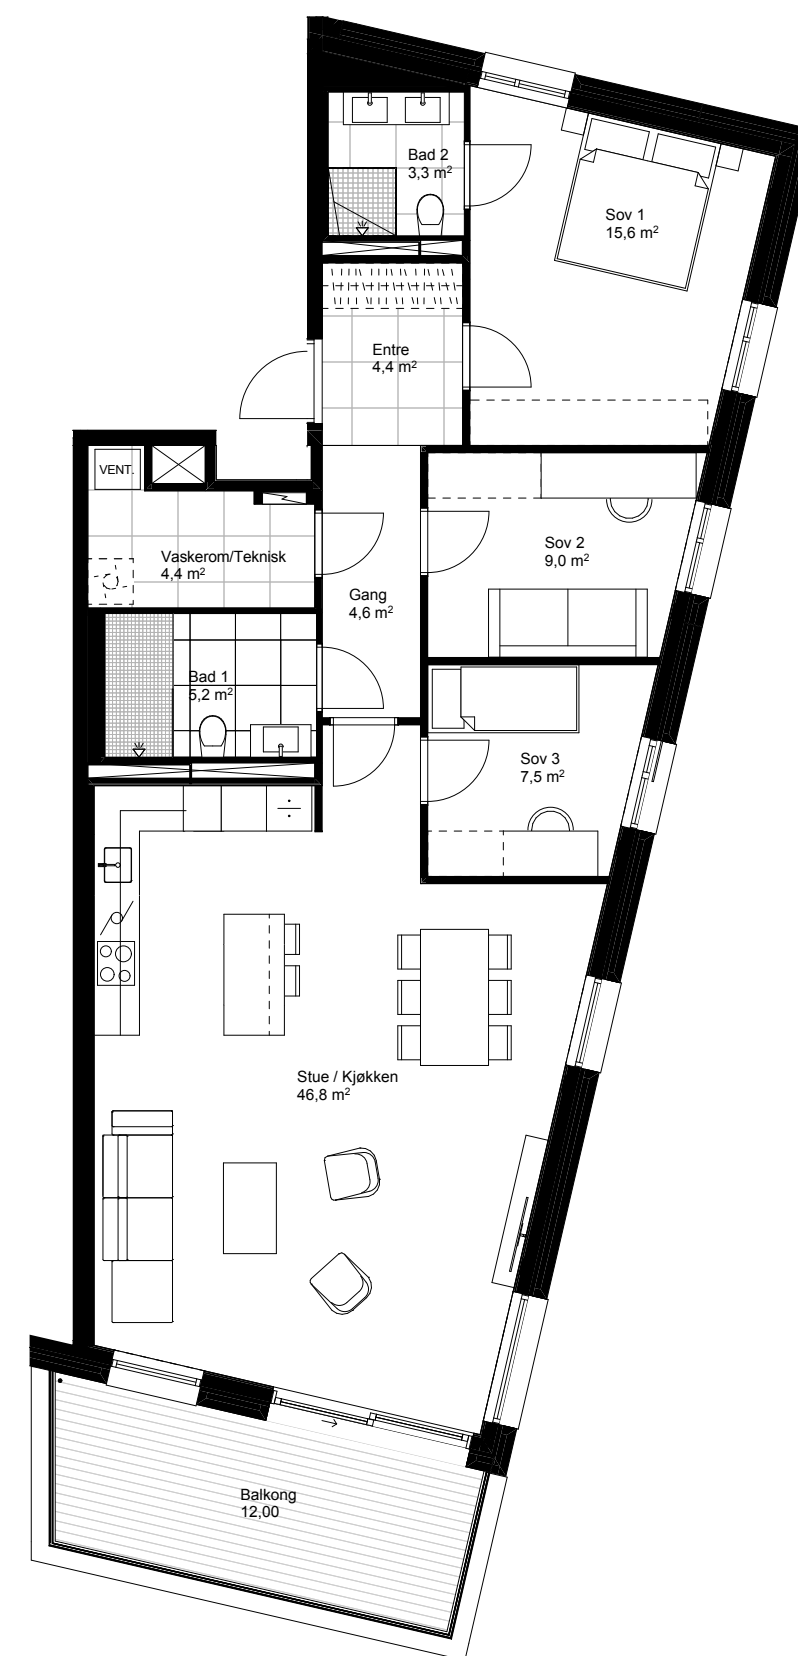 Bad 2
3,3 m²
Sov 1
15,6 m²
Entre
4,4 m²
VENT.
Vaskerom/Teknisk
4,4 m²
Sov 2
9,0 m²
Gang
4,6 m²
Bad 1
5,2 m²
Sov 3
7,5 m²
Stue / Kjøkken
46,8 m²
Balkong
12,00